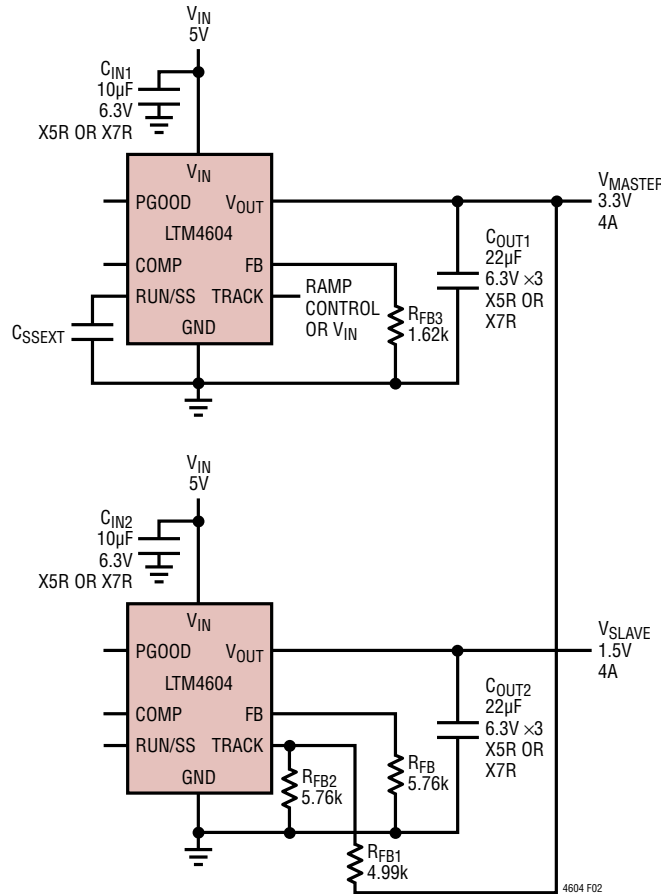 VIN
5V
CIN1
10µF
6.3V
X5R OR X7R
VIN
PGOOD
VOUT
LTM4604
COMP
FB
RUN/SS
TRACK
GND
CSSEXT
RAMP
CONTROL
OR VIN
RFB3
1.62k
COUT1
22µF
6.3V ×3
X5R OR
X7R
VMASTER
3.3V
4A
VIN
5V
CIN2
10µF
6.3V
X5R OR X7R
VIN
PGOOD
VOUT
LTM4604
COMP
FB
RUN/SS
TRACK
GND
RFB2
5.76k
RFB
5.76k
RFB1
4.99k
COUT2
22µF
6.3V ×3
X5R OR
X7R
VSLAVE
1.5V
4A
4604 F02